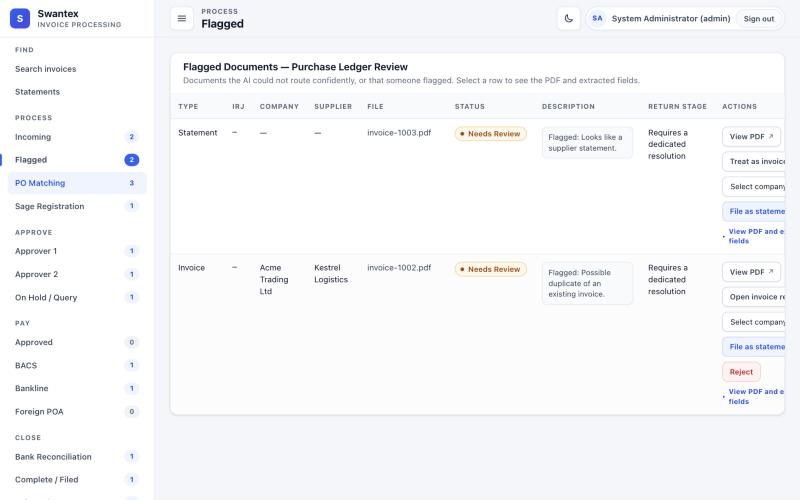 S
Swantex
INVOICE PROCESSING
FIND
Search invoices
Statements
PROCESS
Incoming 2
Flagged 2
PO Matching 3
Sage Registration 1
APPROVE
Approver 1 1
Approver 2 1
On Hold / Query 1
PAY
Approved 0
BACS 1
Bankline 1
Foreign POA 0
CLOSE
Bank Reconciliation 1
Complete / Filed 1
PROCESS
Flagged
SA System Administrator (admin) Sign out
Flagged Documents — Purchase Ledger Review
Documents the AI could not route confidently, or that someone flagged. Select a row to see the PDF and extracted fields.
TYPE IRJ COMPANY SUPPLIER FILE STATUS DESCRIPTION RETURN STAGE ACTIONS
Statement – — — invoice-1003.pdf Needs Review
Flagged: Looks like a
supplier statement.
Requires a
dedicated
resolution
View PDF ↗
Treat as invoic
Select company
File as stateme
View PDF and e
fields
Invoice –
Acme
Trading
Ltd
Kestrel
Logistics
invoice-1002.pdf Needs Review
Flagged: Possible
duplicate of an
existing invoice.
Requires a
dedicated
resolution
View PDF ↗
Open invoice re
Select company
File as stateme
Reject
View PDF and e
fields